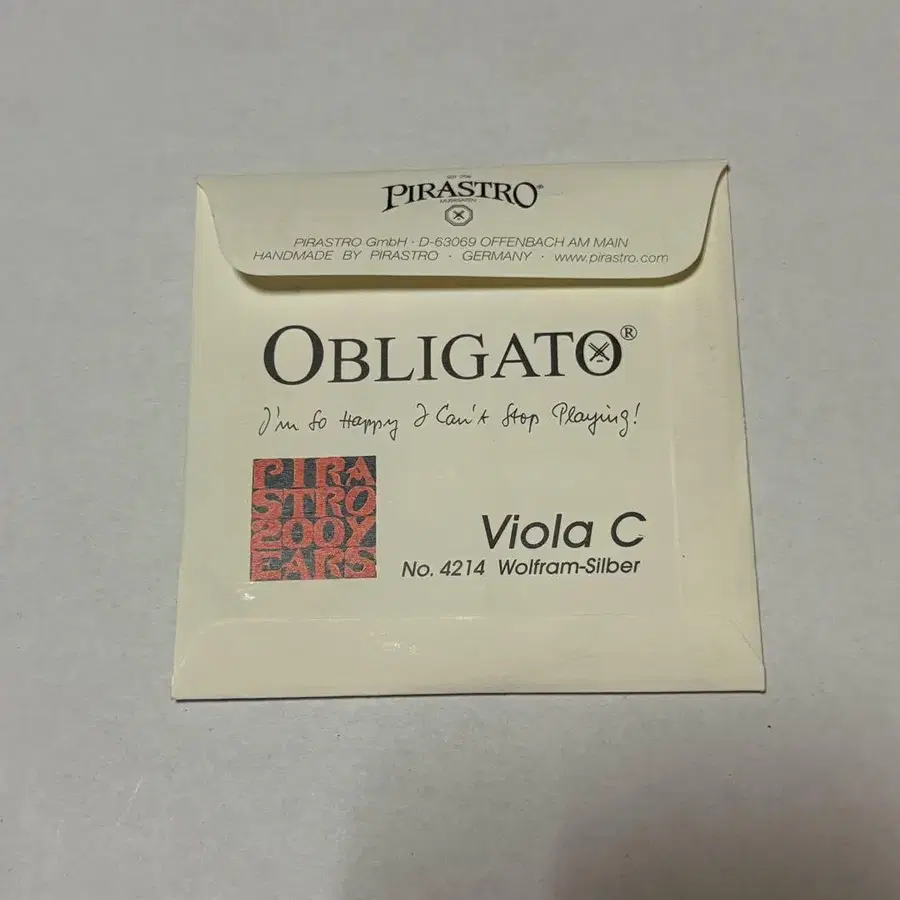 PIRASTRO®
PIRASTRO GmbH · D-63069 OFFENBACH AM MAIN
HANDMADE BY PIRASTRO · GERMANY · www.pirastro.com
OBLIGATO®
I'm So Happy I Can't Stop Playing!
PIRA
STRO
200Y
EARS
Viola C
No. 4214 Wolfram-Silber